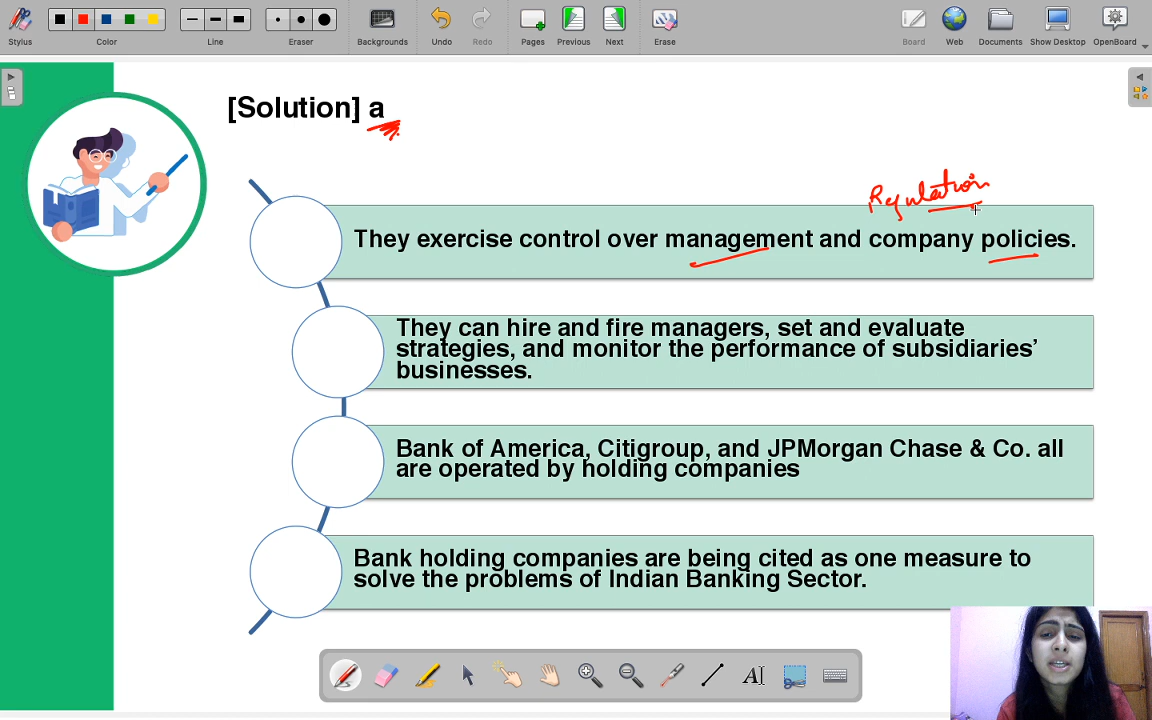 Stylus
Color
Line
Eraser
Backgrounds
Undo
Redo
Pages
Previous
Next
Erase
Board
Web
Documents
Show Desktop
OpenBoard
[Solution] a
Regulation
They exercise control over management and company policies.
They can hire and fire managers, set and evaluate
strategies, and monitor the performance of subsidiaries’
businesses.
Bank of America, Citigroup, and JPMorgan Chase & Co. all
are operated by holding companies
Bank holding companies are being cited as one measure to
solve the problems of Indian Banking Sector.
A